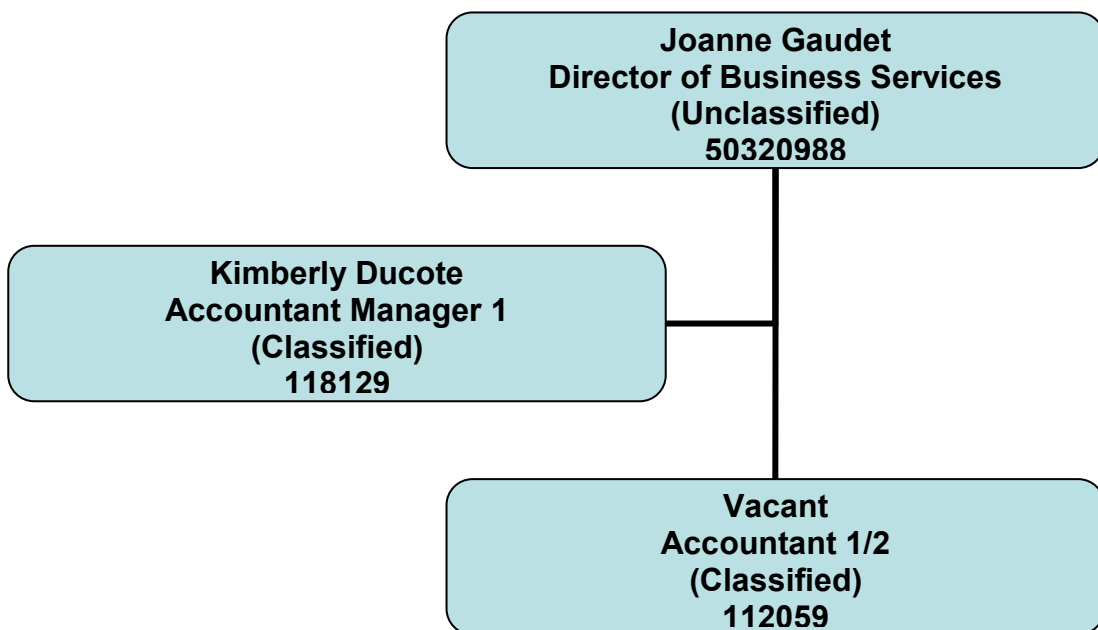 Joanne Gaudet
Director of Business Services
(Unclassified)
50320988
Kimberly Ducote
Accountant Manager 1
(Classified)
118129
Vacant
Accountant 1/2
(Classified)
112059